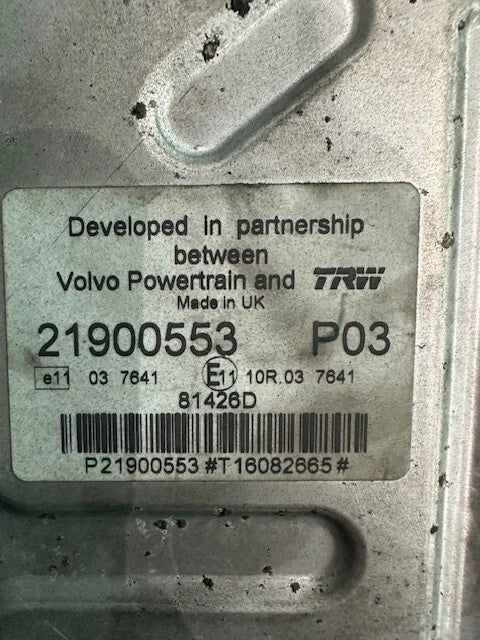 Developed in partnership
between
Volvo Powertrain and TRW
Made in UK
21900553 P03
e11 03 7641 E11 10R.03 7641
81426D
P21900553#T16082665#